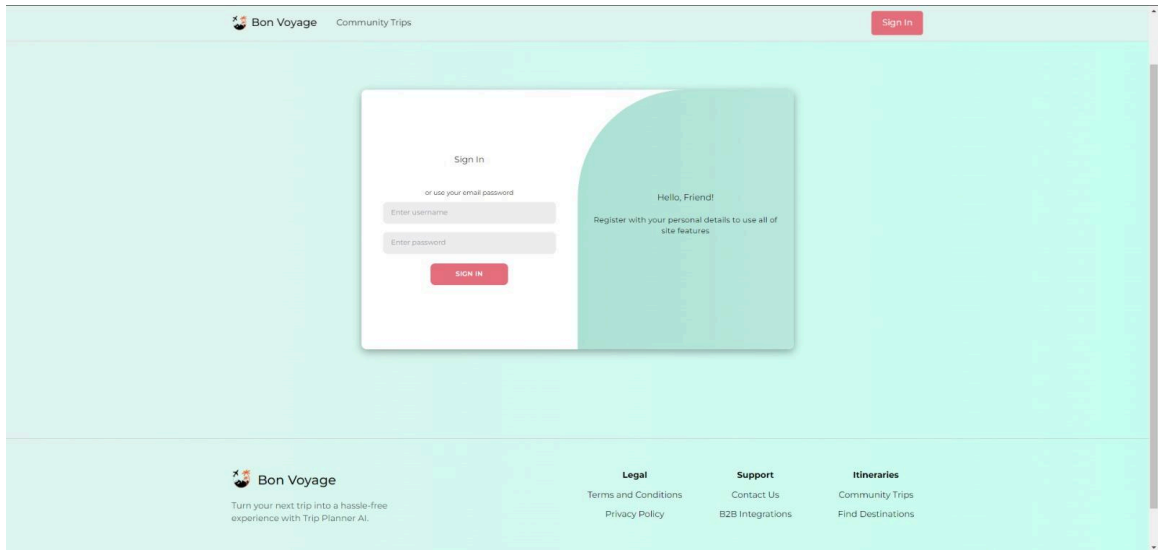 Bon Voyage
Community Trips
Sign In
Sign In
or use your email password
Enter username
Enter password
SIGN IN
Hello, Friend!
Register with your personal details to use all of
site features
Bon Voyage
Turn your next trip into a hassle-free
experience with Trip Planner AI.
Legal
Terms and Conditions
Privacy Policy
Support
Contact Us
B2B Integrations
Itineraries
Community Trips
Find Destinations